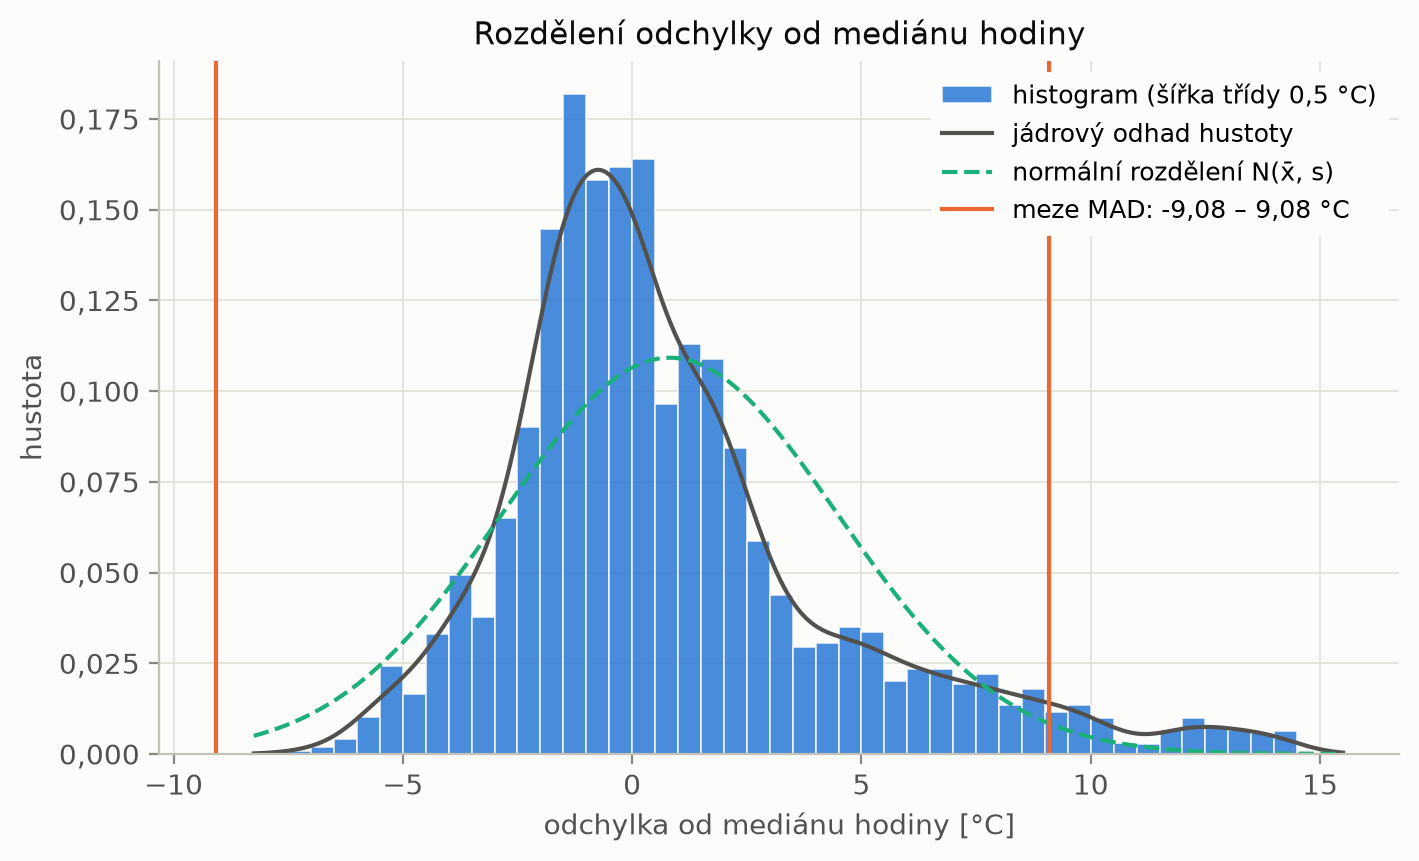 Rozdělení odchylky od mediánu hodiny
histogram (šířka třídy 0,5 °C)
jádrový odhad hustoty
normální rozdělení N(x̄, s)
meze MAD: -9,08 – 9,08 °C
hustota
0,175
0,150
0,125
0,100
0,075
0,050
0,025
0,000
−10
−5
0
5
10
15
odchylka od mediánu hodiny [°C]